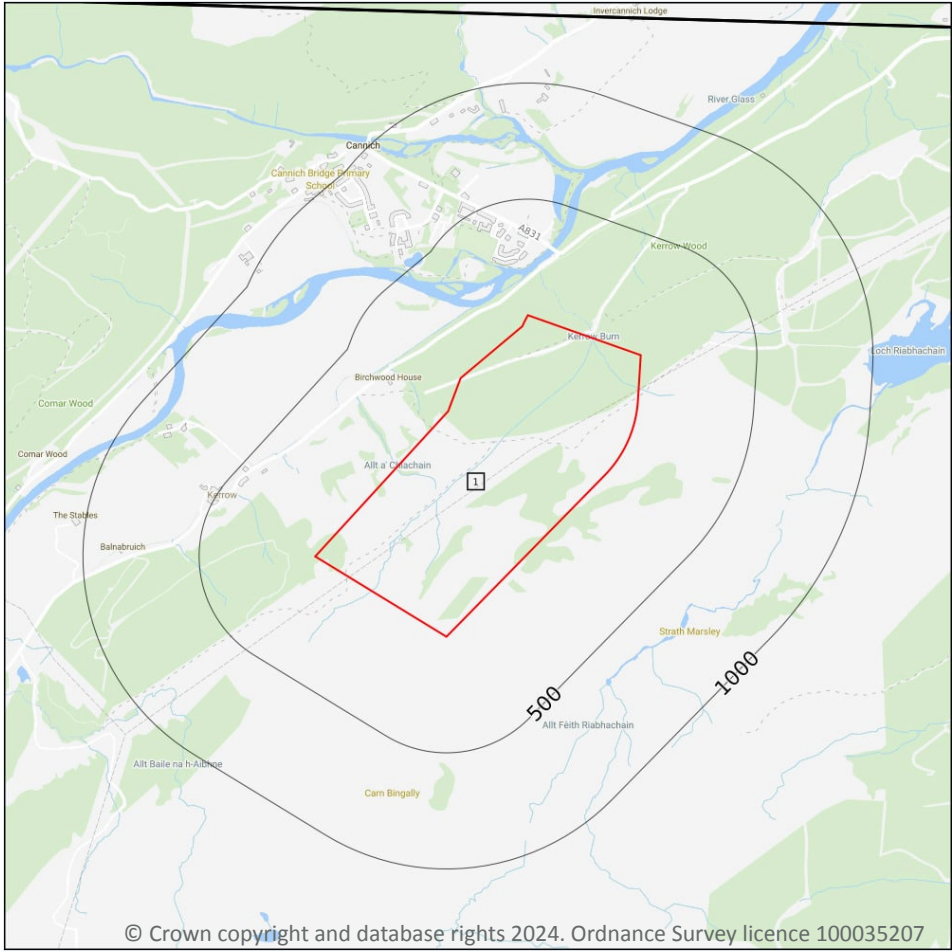 Invercannich Lodge
River Glass
Cannich
Cannich Bridge Primary
School
A831
Kerrow Wood
Kerrow Burn
Loch Riabhachain
Birchwood House
Comar Wood
Comar Wood
Allt a' Chlachain
1
Kerrow
The Stables
Balnabruich
Strath Marsley
1000
500
Allt Fèith Riabhachain
Allt Baile na h-Aibhne
Carn Bingally
© Crown copyright and database rights 2024. Ordnance Survey licence 100035207